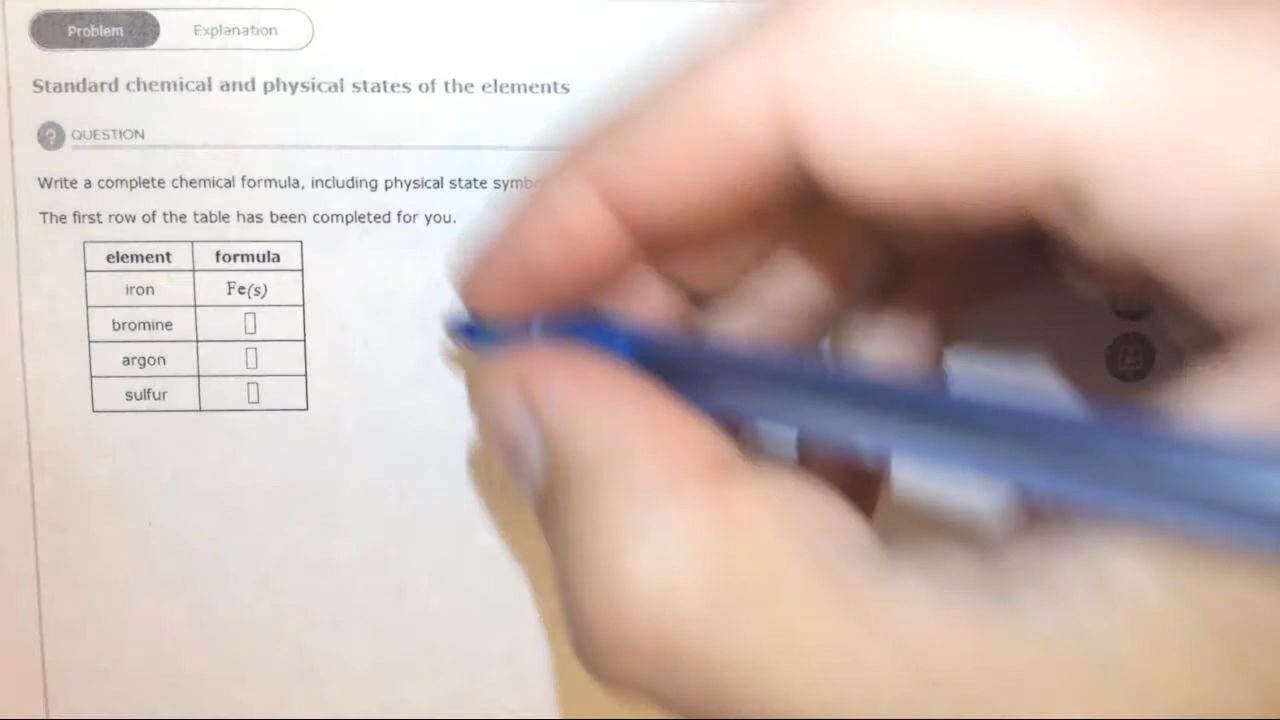 Problem Explanation
Standard chemical and physical states of the elements
? QUESTION
Write a complete chemical formula, including physical state
The first row of the table has been completed for you.
element formula
iron Fe(s)
bromine
argon
sulfur